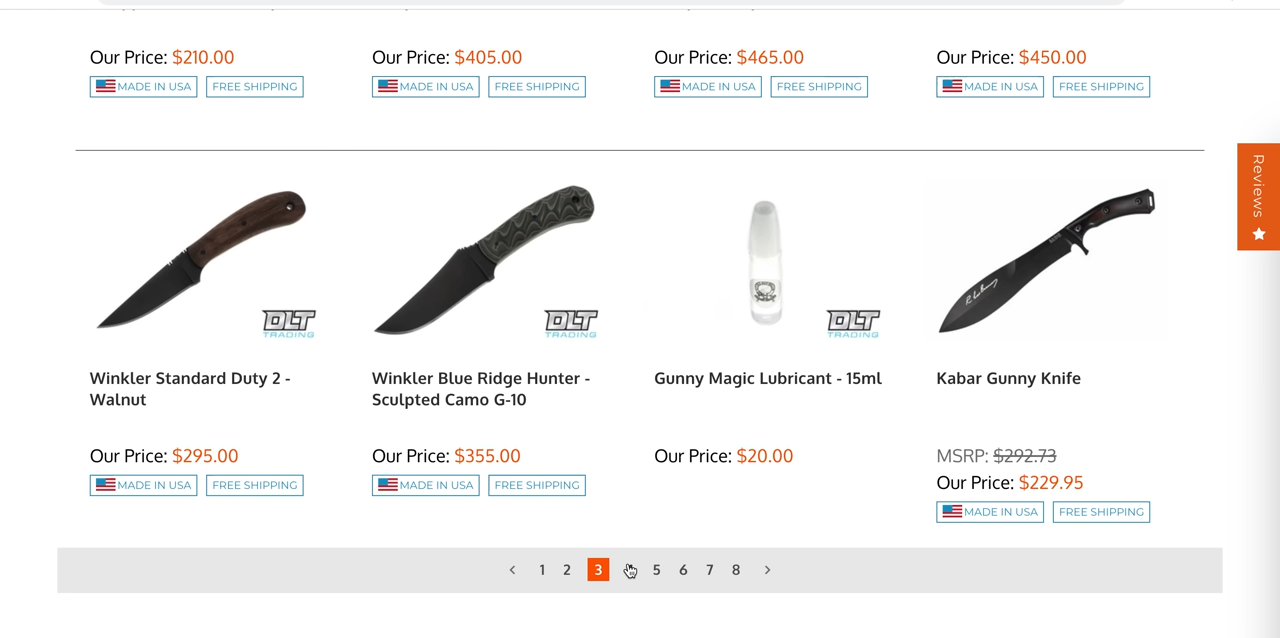 Our Price: $210.00
Our Price: $405.00
Our Price: $465.00
Our Price: $450.00
MADE IN USA FREE SHIPPING
MADE IN USA FREE SHIPPING
MADE IN USA FREE SHIPPING
MADE IN USA FREE SHIPPING
Reviews
DLT
TRADING
DLT
TRADING
DLT
TRADING
Winkler Standard Duty 2 -
Walnut
Winkler Blue Ridge Hunter -
Sculpted Camo G-10
Gunny Magic Lubricant - 15ml
Kabar Gunny Knife
Our Price: $295.00
MADE IN USA FREE SHIPPING
Our Price: $355.00
MADE IN USA FREE SHIPPING
Our Price: $20.00
MSRP: $292.73
Our Price: $229.95
MADE IN USA FREE SHIPPING
< 1 2 3 5 6 7 8 >